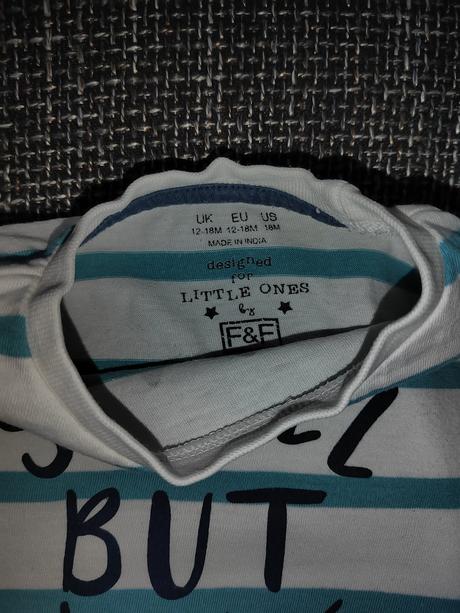 UK EU US
12-18M 12-18M 18M
MADE IN INDIA
designed
for
LITTLE ONES
by
F&F
BUT